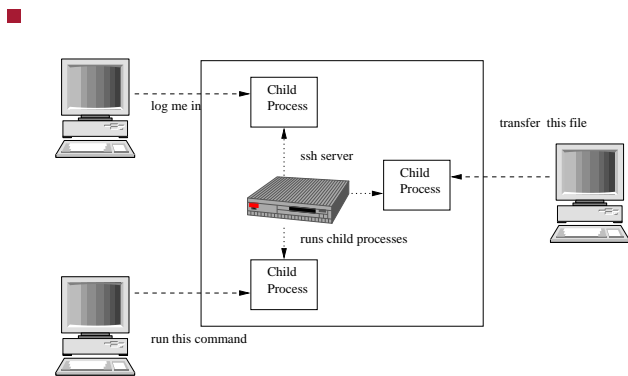 Child
Process
log me in
transfer this file
ssh server
Child
Process
runs child processes
Child
Process
run this command